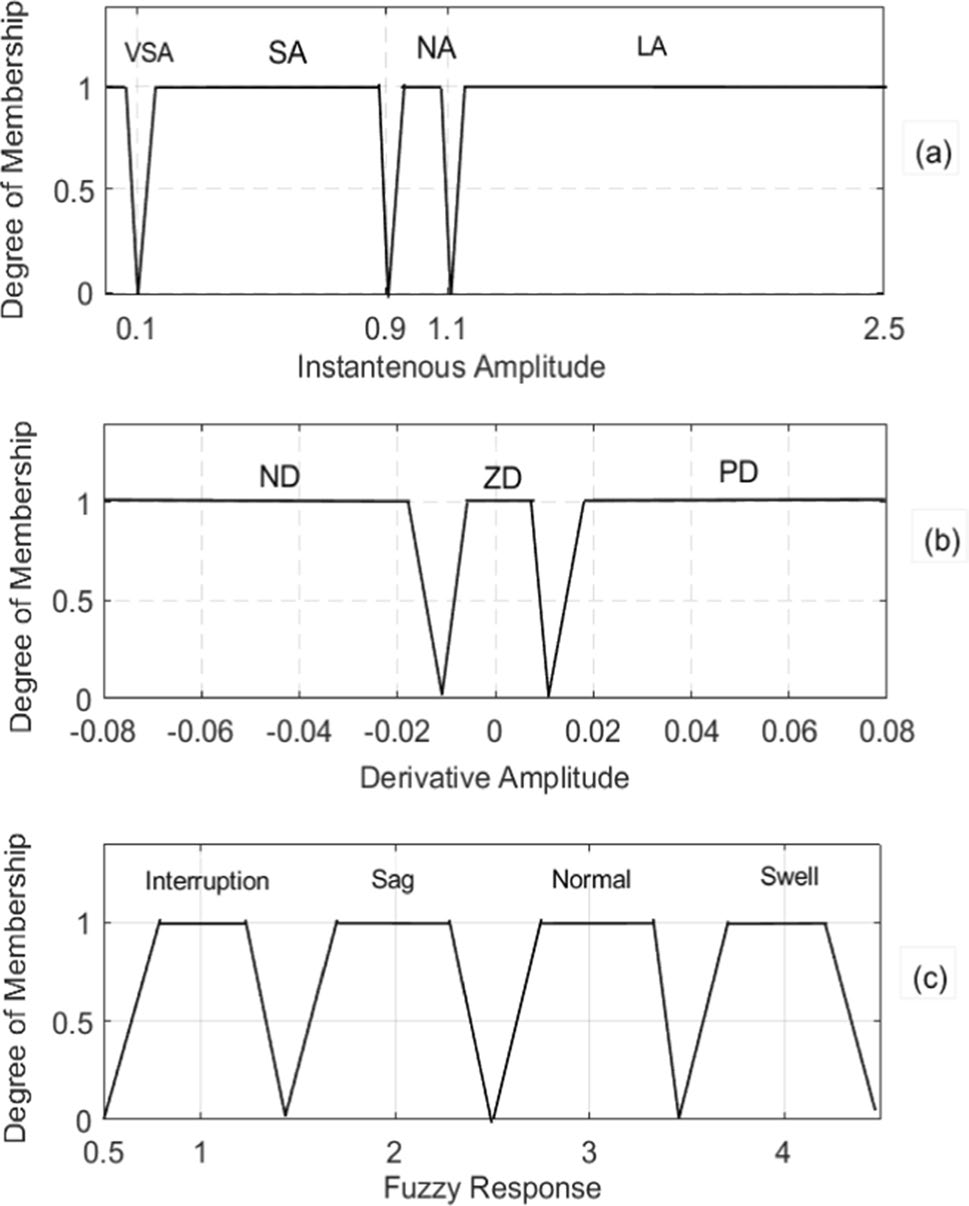 VSA SA NA LA
Degree of Membership
1
0.5
0
0.1 0.9 1.1 2.5
Instantenous Amplitude
(a)
ND ZD PD
Degree of Membership
1
0.5
0
-0.08 -0.06 -0.04 -0.02 0 0.02 0.04 0.06 0.08
Derivative Amplitude
(b)
Interruption Sag Normal Swell
Degree of Membership
1
0.5
0
0.5 1 2 3 4
Fuzzy Response
(c)